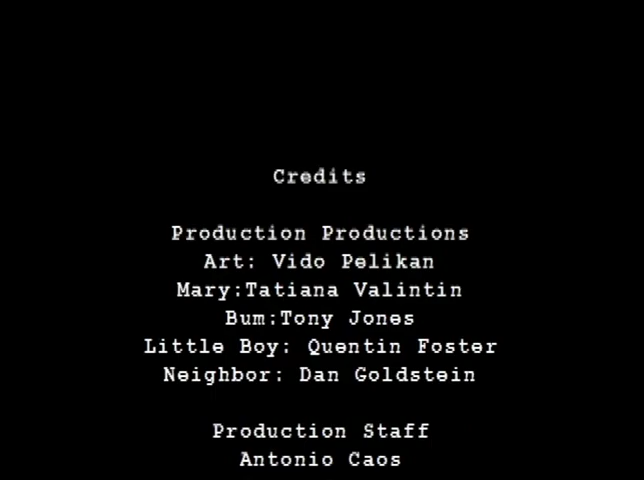 Credits
Production Productions
Art: Vido Pelikan
Mary:Tatiana Valintin
Bum:Tony Jones
Little Boy: Quentin Foster
Neighbor: Dan Goldstein
Production Staff
Antonio Caos